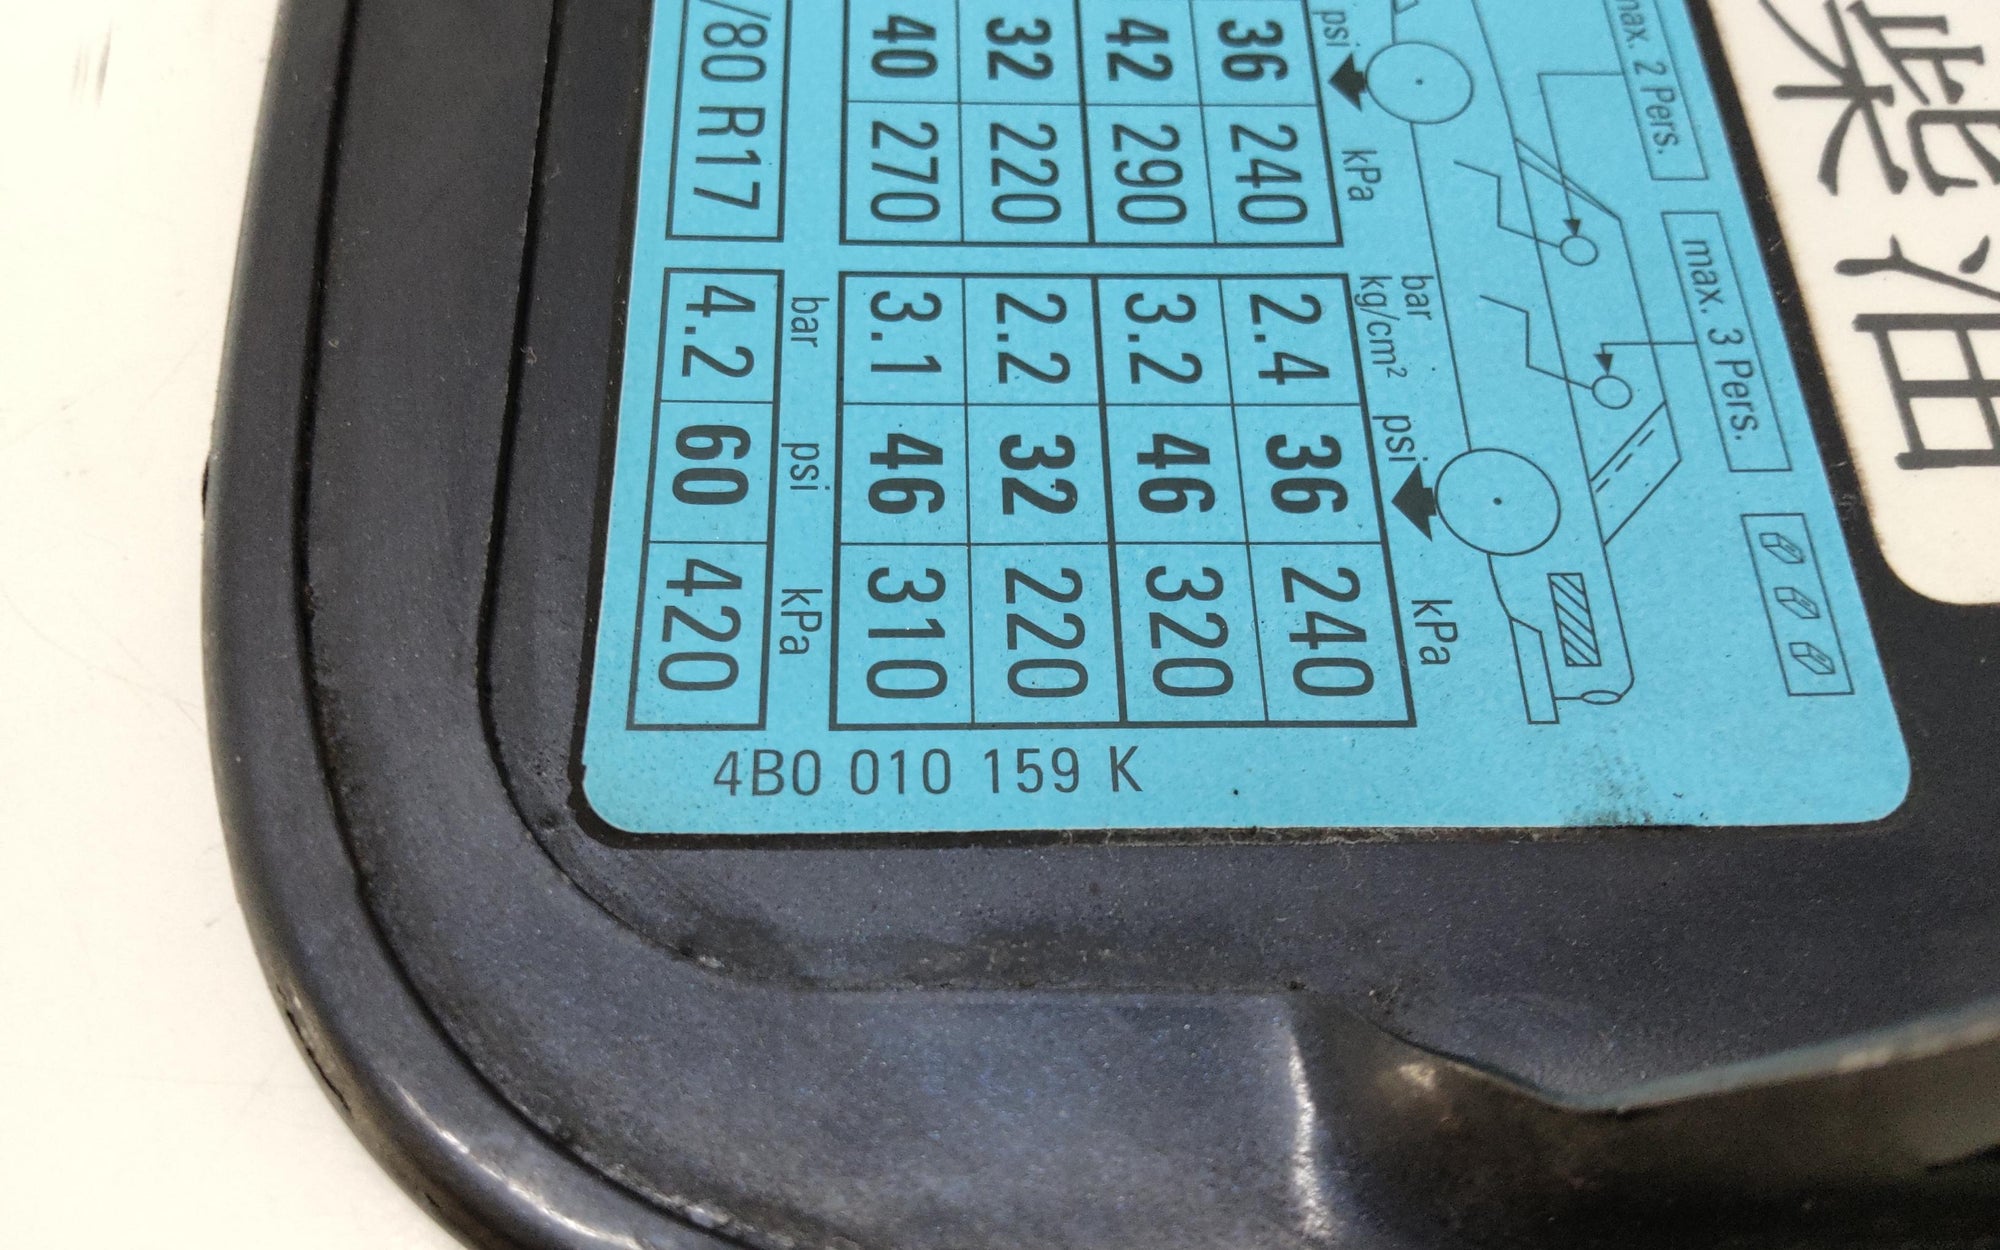 柴油
max. 2 Pers. max. 3 Pers.
psi kPa bar psi kPa
kg/cm²
36 240 2.4 36 240
42 290 3.2 46 320
32 220 2.2 32 220
40 270 3.1 46 310
bar psi kPa
/80 R17 4.2 60 420
4B0 010 159 K